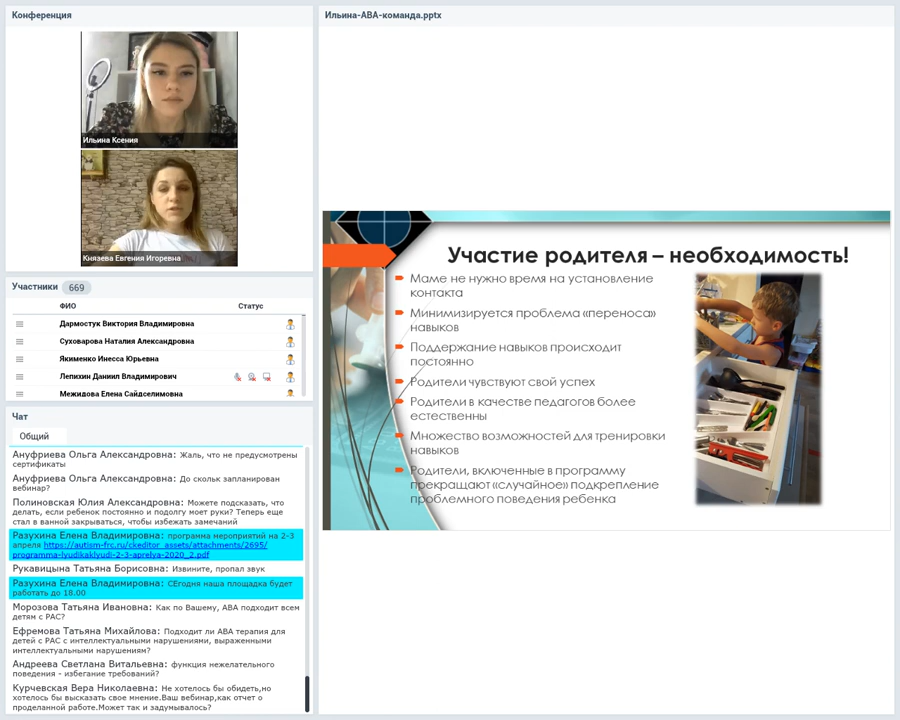 Конференция
Ильина Ксения
Князева Евгения Игоревна
Участники 669
ФИО Статус
Дармостук Виктория Владимировна
Суховарова Наталия Александровна
Якименко Инесса Юрьевна
Лепихин Даниил Владимирович
Межидова Елена Сайдселимовна
Чат
Общий
Ануфриева Ольга Александровна: Жаль, что не предусмотрены
сертификаты
Ануфриева Ольга Александровна: До скольк запланирован
вебинар?
Полиновская Юлия Александровна: Можете подсказать, что
делать, если ребенок постоянно и подолгу моет руки? Теперь еще
стал в ванной закрываться, чтобы избежать замечаний
Разухина Елена Владимировна: программа мероприятий на 2-3
апреля https://autism-frc.ru/ckeditor_assets/attachments/2695/
programma-lyudikaklyudi-2-3-aprelya-2020_2.pdf
Рукавицына Татьяна Борисовна: Извините, пропал звук
Разухина Елена Владимировна: СЕгодня наша площадка будет
работать до 18.00
Морозова Татьяна Ивановна: Как по Вашему, АВА подходит всем
детям с РАС?
Ефремова Татьяна Михайлова: Подходит ли АВА терапия для
детей с РАС с интеллектуальными нарушениями, выраженными
интеллектуальными нарушениям?
Андреева Светлана Витальевна: функция нежелательного
поведения - избегание требований?
Курчевская Вера Николаевна: Не хотелось бы обидеть,но
хотелось бы высказать свое мнение.Ваш вебинар,как отчет о
проделанной работе.Может так и задумывалось?
Ильина-АВА-команда.pptx
Участие родителя – необходимость!
Маме не нужно время на установление
контакта
Минимизируется проблема «переноса»
навыков
Поддержание навыков происходит
постоянно
Родители чувствуют свой успех
Родители в качестве педагогов более
естественны
Множество возможностей для тренировки
навыков
Родители, включенные в программу
прекращают «случайное» подкрепление
проблемного поведения ребенка